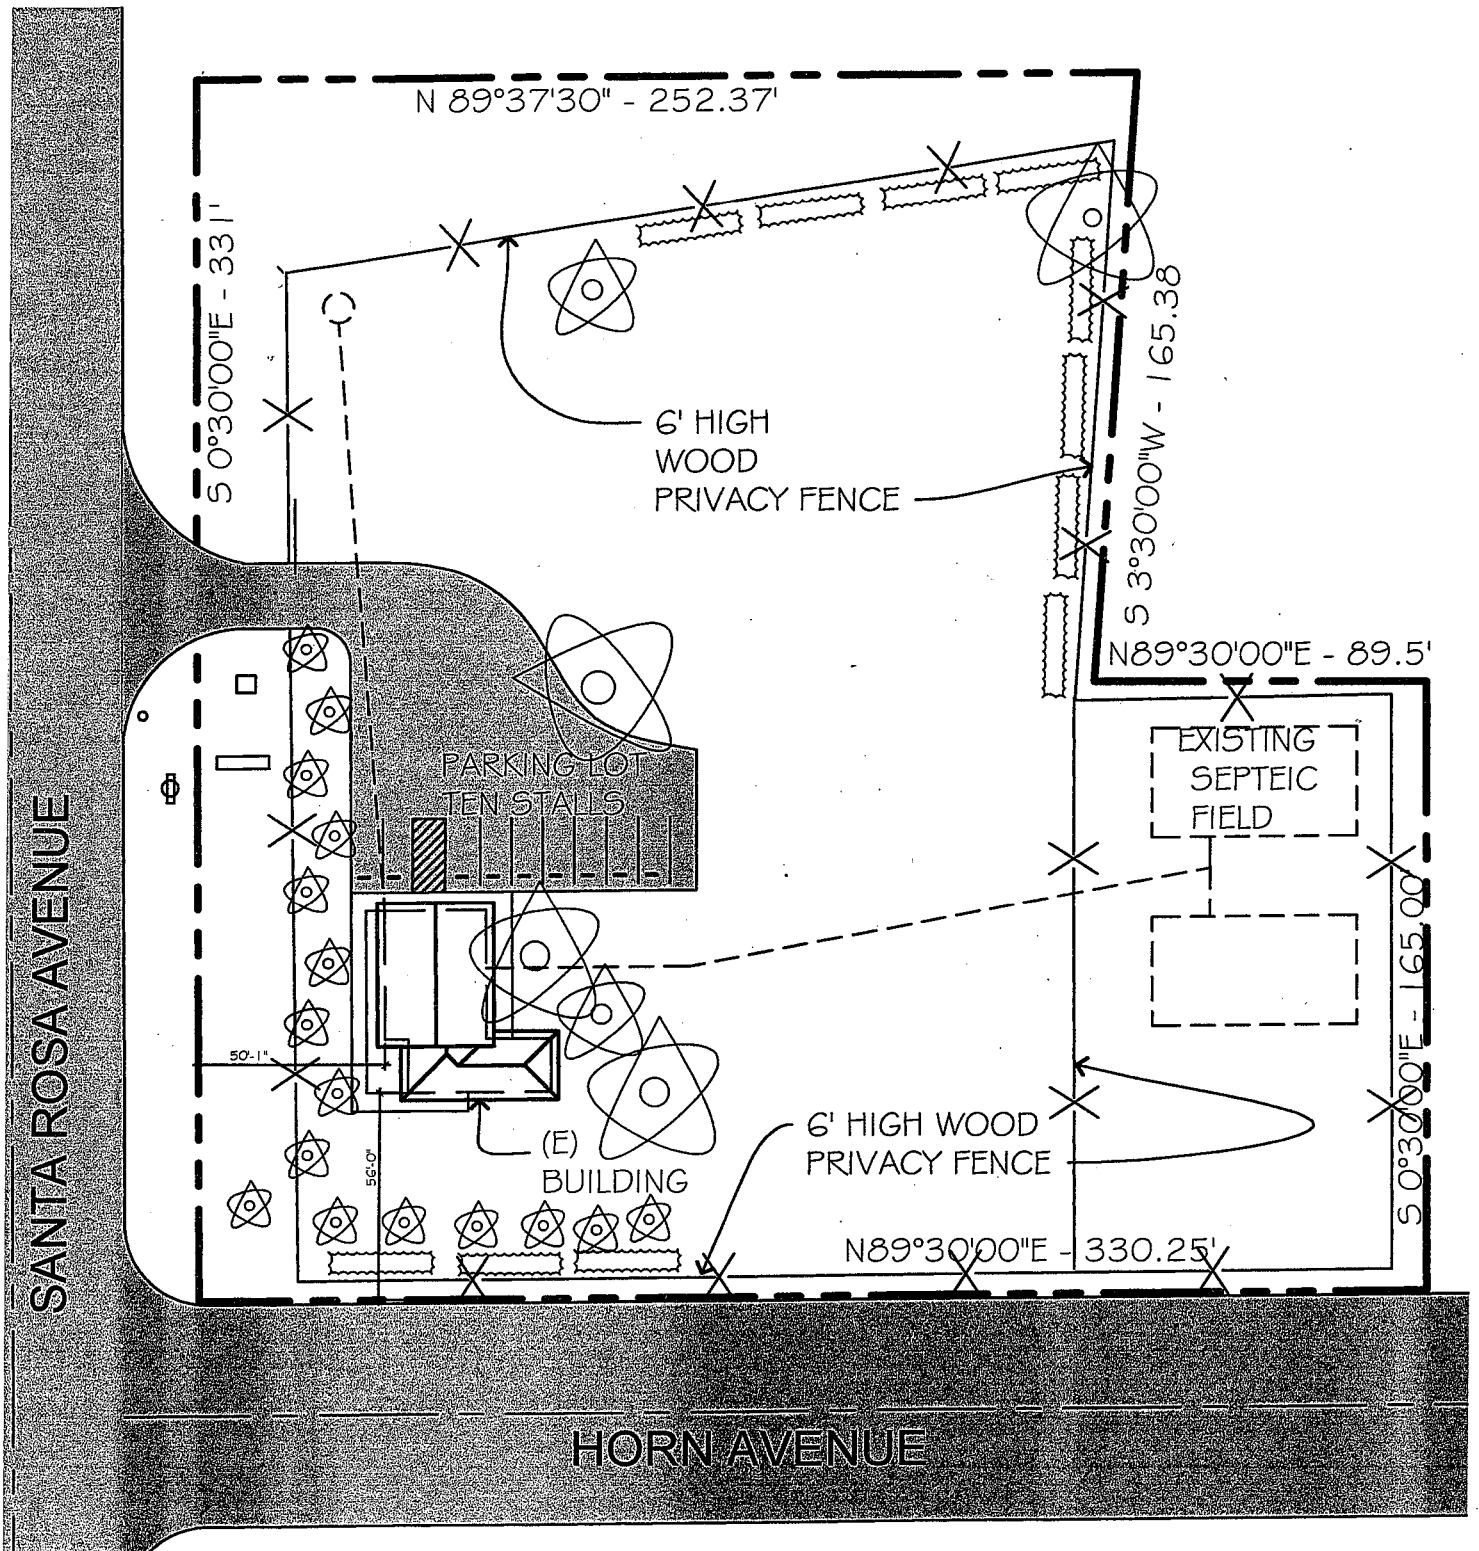 N 89°37'30" - 252.37'
S 0°30'00"E - 331'
S 3°30'00"W - 165.38
6' HIGH
WOOD
PRIVACY FENCE
N89°30'00"E - 89.5'
EXISTING
SEPTEIC
FIELD
PARKING LOT
TEN STALLS
SANTA ROSA AVENUE
50'-1"
56'-0"
(E)
BUILDING
6' HIGH WOOD
PRIVACY FENCE
S 0°30'00"E - 165.00'
N89°30'00"E - 330.25'
HORN AVENUE